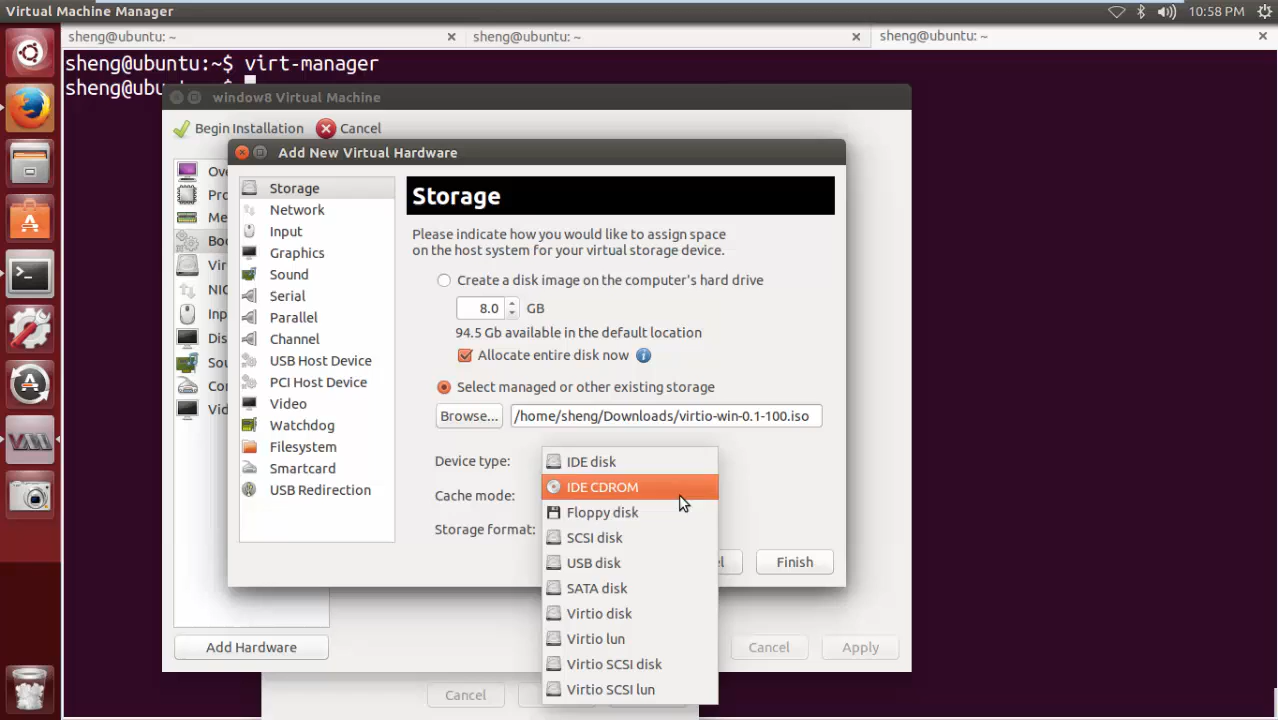 Virtual Machine Manager
10:58 PM
sheng@ubuntu: ~
sheng@ubuntu: ~
sheng@ubuntu: ~
sheng@ubuntu:~$ virt-manager
sheng@ubuntu:~$
window8 Virtual Machine
Begin Installation
Cancel
Add New Virtual Hardware
Storage
Network
Input
Graphics
Sound
Serial
Parallel
Channel
USB Host Device
PCI Host Device
Video
Watchdog
Filesystem
Smartcard
USB Redirection
Storage
Please indicate how you would like to assign space
on the host system for your virtual storage device.
Create a disk image on the computer's hard drive
8.0 GB
94.5 Gb available in the default location
Allocate entire disk now
Select managed or other existing storage
Browse... /home/sheng/Downloads/virtio-win-0.1-100.iso
Device type:
Cache mode:
Storage format:
IDE disk
IDE CDROM
Floppy disk
SCSI disk
USB disk
SATA disk
Virtio disk
Virtio lun
Virtio SCSI disk
Virtio SCSI lun
Finish
Add Hardware
Cancel
Apply
Cancel